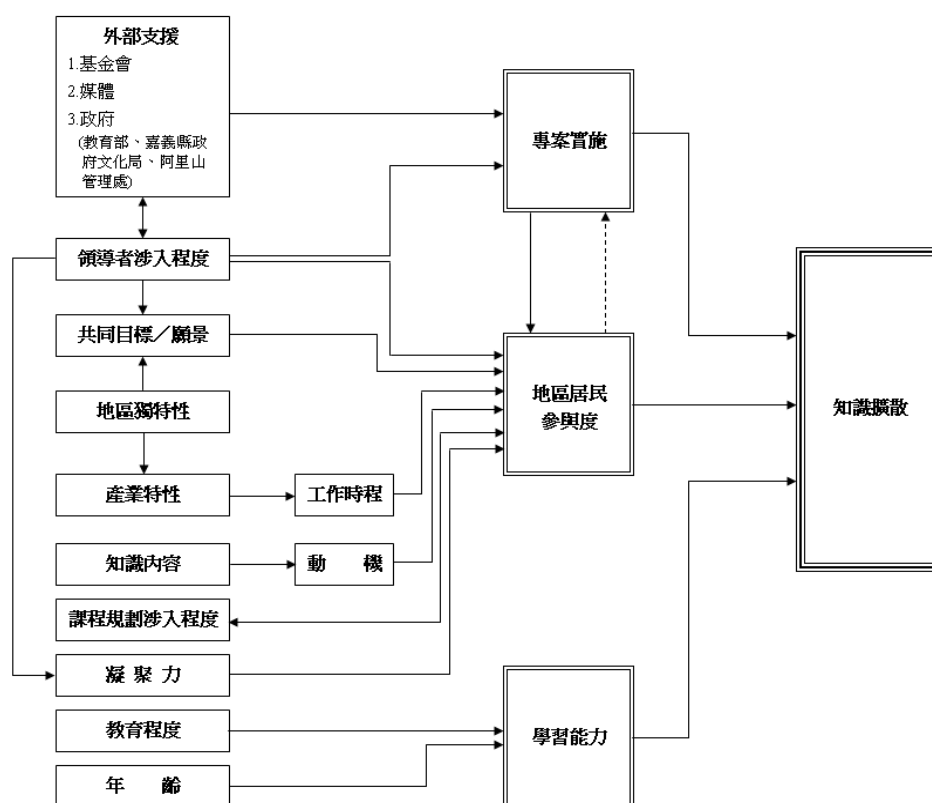 外部支援
1.基金會
2.媒體
3.政府
(教育部、嘉義縣政
府文化局、阿里山
管理處)
專案實施
領導者涉入程度
共同目標／願景
地區獨特性
地區居民
參與度
知識擴散
產業特性
工作時程
知識內容
動　機
課程規劃涉入程度
凝 聚 力
教育程度
學習能力
年　齡